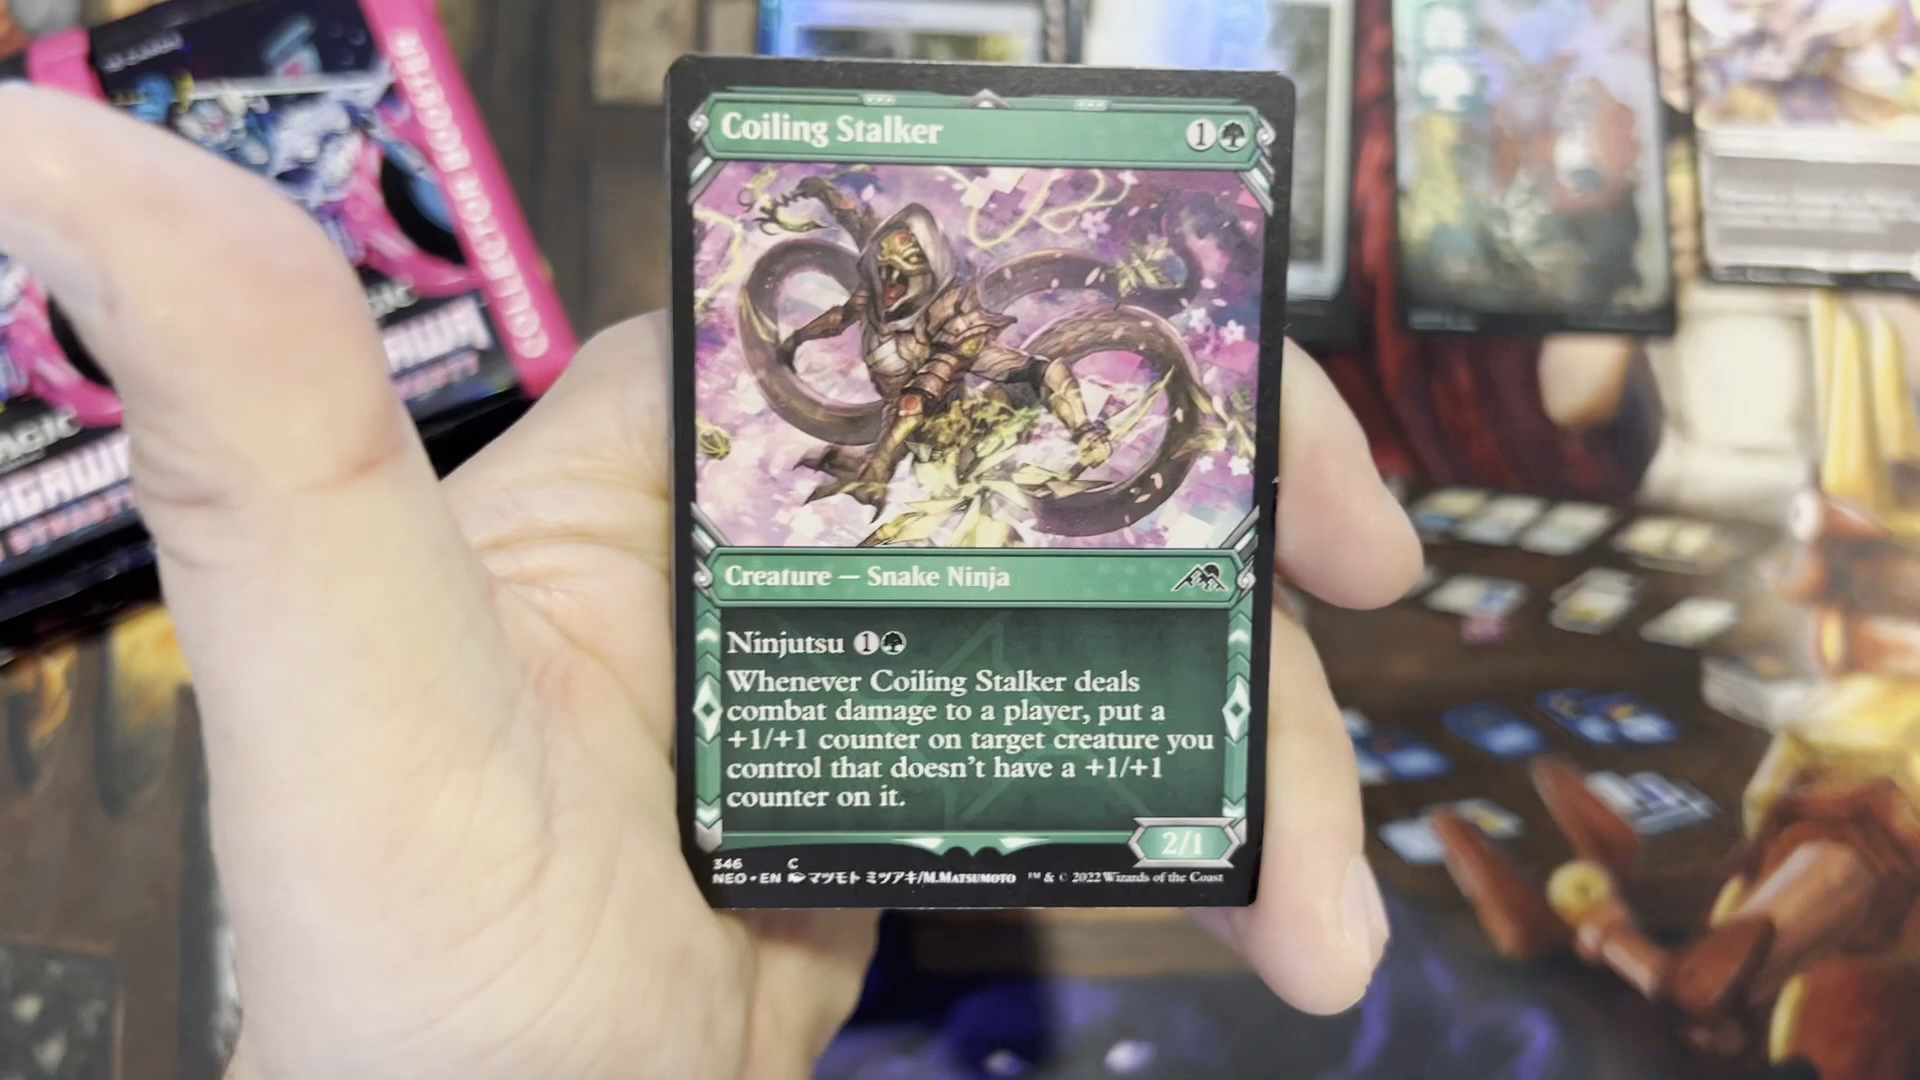 COLLECTOR BOOSTER
Coiling Stalker
1
Creature — Snake Ninja
Ninjutsu 1
Whenever Coiling Stalker deals
combat damage to a player, put a
+1/+1 counter on target creature you
control that doesn't have a +1/+1
counter on it.
2/1
346 C
NEO • EN マツモト ミツアキ/M.MATSUMOTO ™ & © 2022 Wizards of the Coast